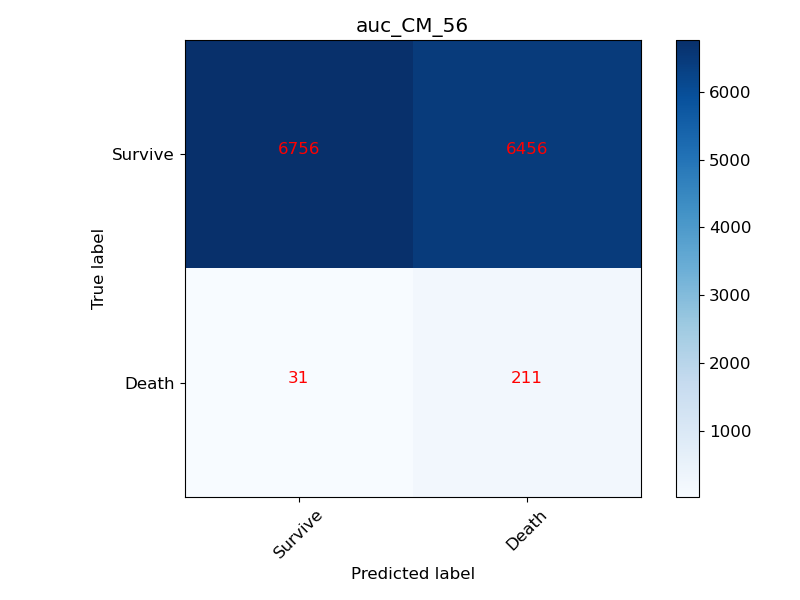 auc_CM_56
Survive 6756 6456
Death 31 211
Survive Death
Predicted label
True label
6000
5000
4000
3000
2000
1000